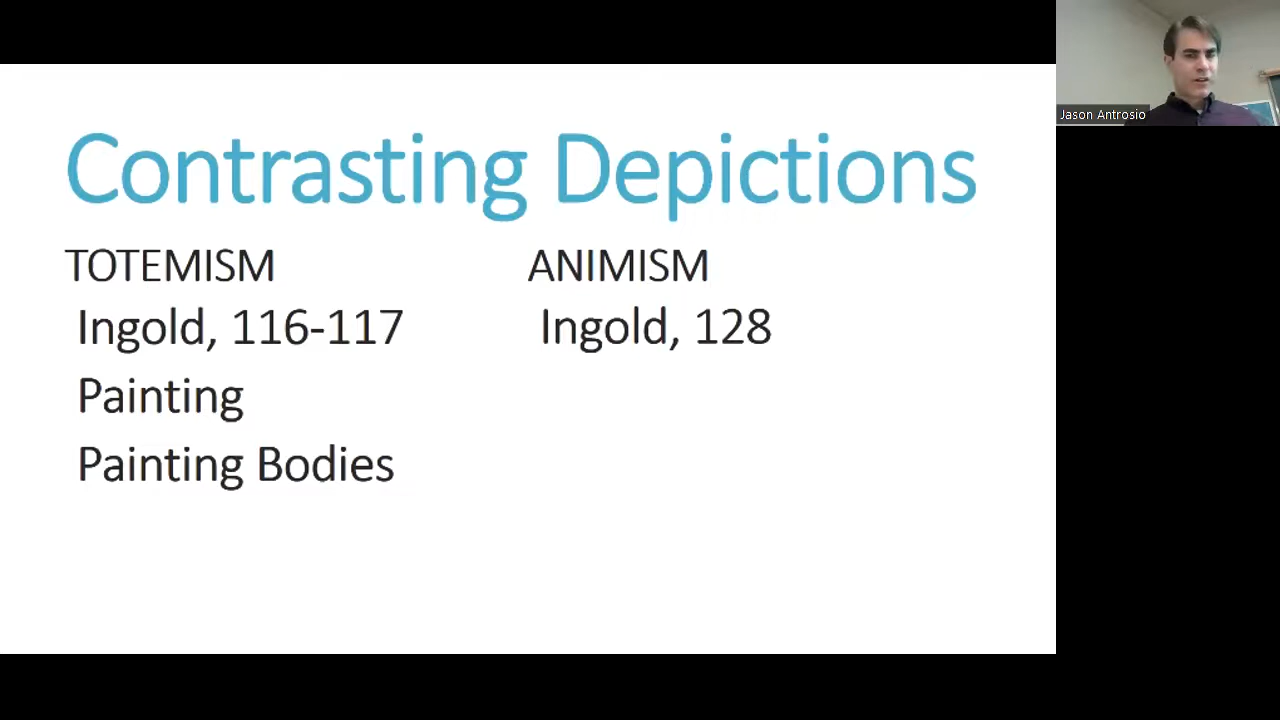 Contrasting Depictions
TOTEMISM
Ingold, 116-117
Painting
Painting Bodies
ANIMISM
Ingold, 128
Jason Antrosio